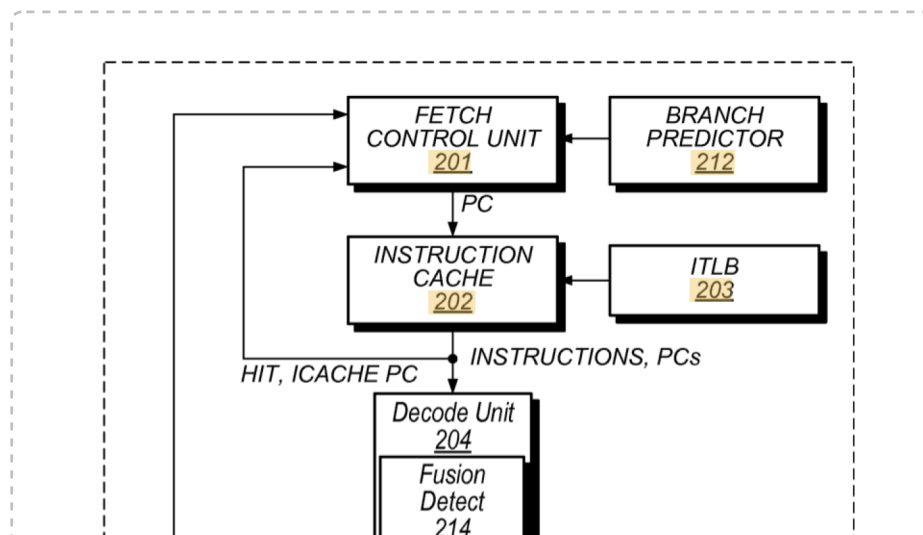 FETCH
CONTROL UNIT
201
BRANCH
PREDICTOR
212
PC
INSTRUCTION
CACHE
202
ITLB
203
INSTRUCTIONS, PCs
HIT, ICACHE PC
Decode Unit
204
Fusion
Detect
214